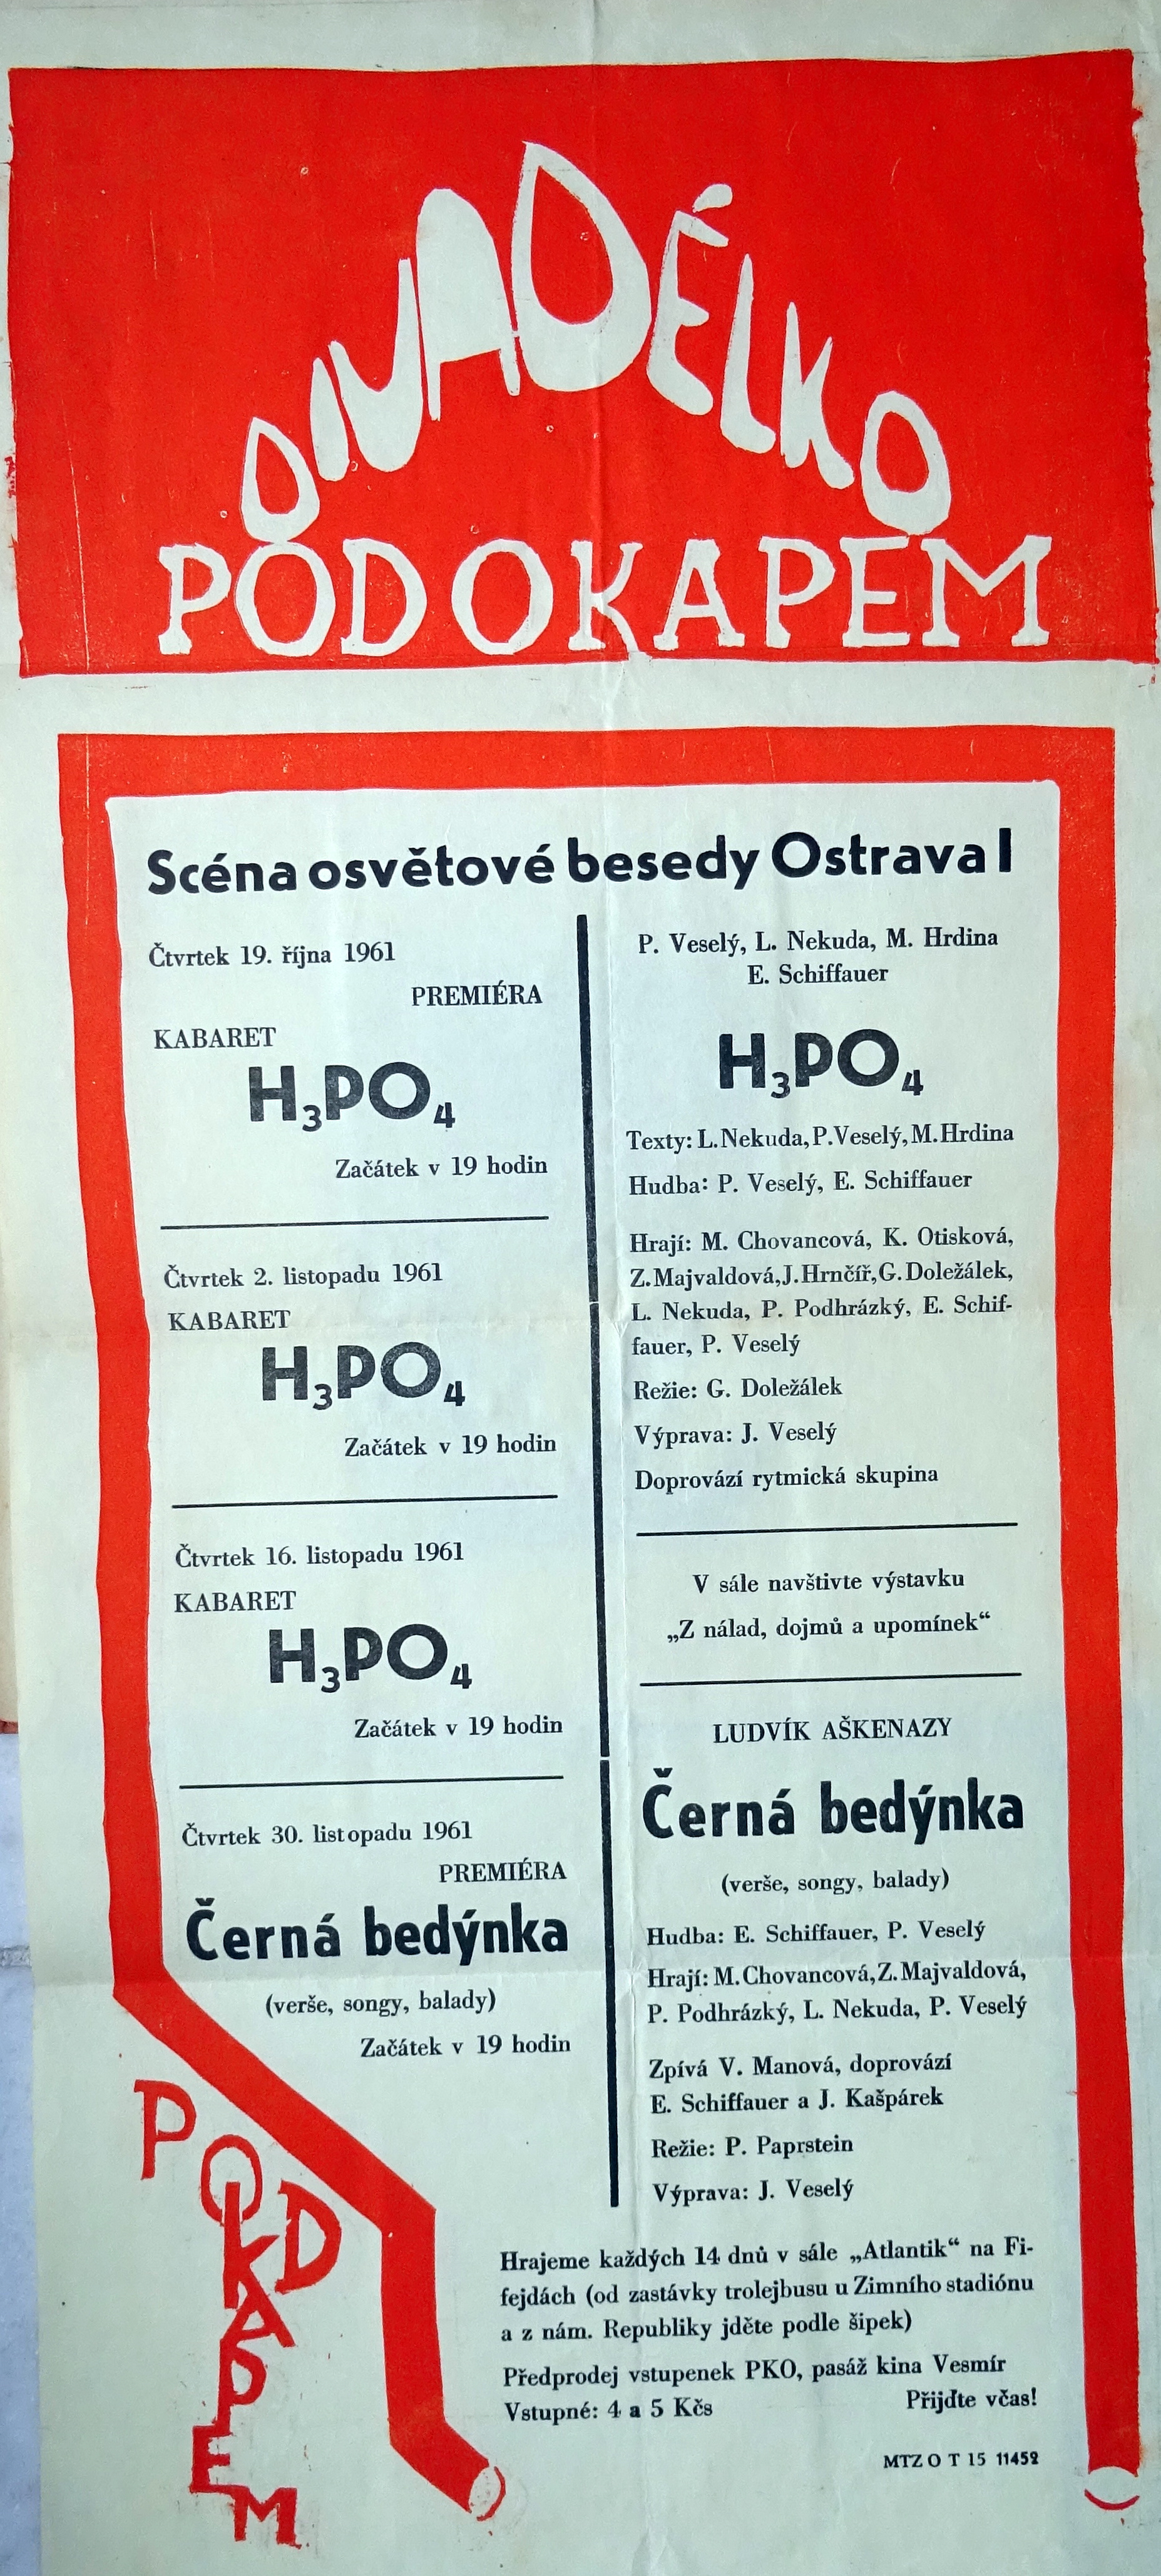 DIVADÉLKO
POD OKAPEM
Scéna osvětové besedy Ostrava I
Čtvrtek 19. října 1961
PREMIÉRA
KABARET
H₃PO₄
Začátek v 19 hodin
Čtvrtek 2. listopadu 1961
KABARET
H₃PO₄
Začátek v 19 hodin
Čtvrtek 16. listopadu 1961
KABARET
H₃PO₄
Začátek v 19 hodin
Čtvrtek 30. listopadu 1961
PREMIÉRA
Černá bedýnka
(verše, songy, balady)
Začátek v 19 hodin
P. Veselý, L. Nekuda, M. Hrdina
E. Schiffauer
H₃PO₄
Texty: L. Nekuda, P. Veselý, M. Hrdina
Hudba: P. Veselý, E. Schiffauer
Hrají: M. Chovancová, K. Otisková,
Z. Majvaldová, J. Hrnčíř, G. Doležálek,
L. Nekuda, P. Podhrázký, E. Schif-
fauer, P. Veselý
Režie: G. Doležálek
Výprava: J. Veselý
Doprovází rytmická skupina
V sále navštivte výstavku
„Z nálad, dojmů a upomínek“
LUDVÍK AŠKENAZY
Černá bedýnka
(verše, songy, balady)
Hudba: E. Schiffauer, P. Veselý
Hrají: M. Chovancová, Z. Majvaldová,
P. Podhrázký, L. Nekuda, P. Veselý
Zpívá V. Manová, doprovází
E. Schiffauer a J. Kašpárek
Režie: P. Paprstein
Výprava: J. Veselý
POD
OKAPEM
Hrajeme každých 14 dnů v sále „Atlantik“ na Fi-
fejdách (od zastávky trolejbusu u Zimního stadiónu
a z nám. Republiky jděte podle šipek)
Předprodej vstupenek PKO, pasáž kina Vesmír
Vstupné: 4 a 5 Kčs Přijďte včas!
MTZ O T 15 11452